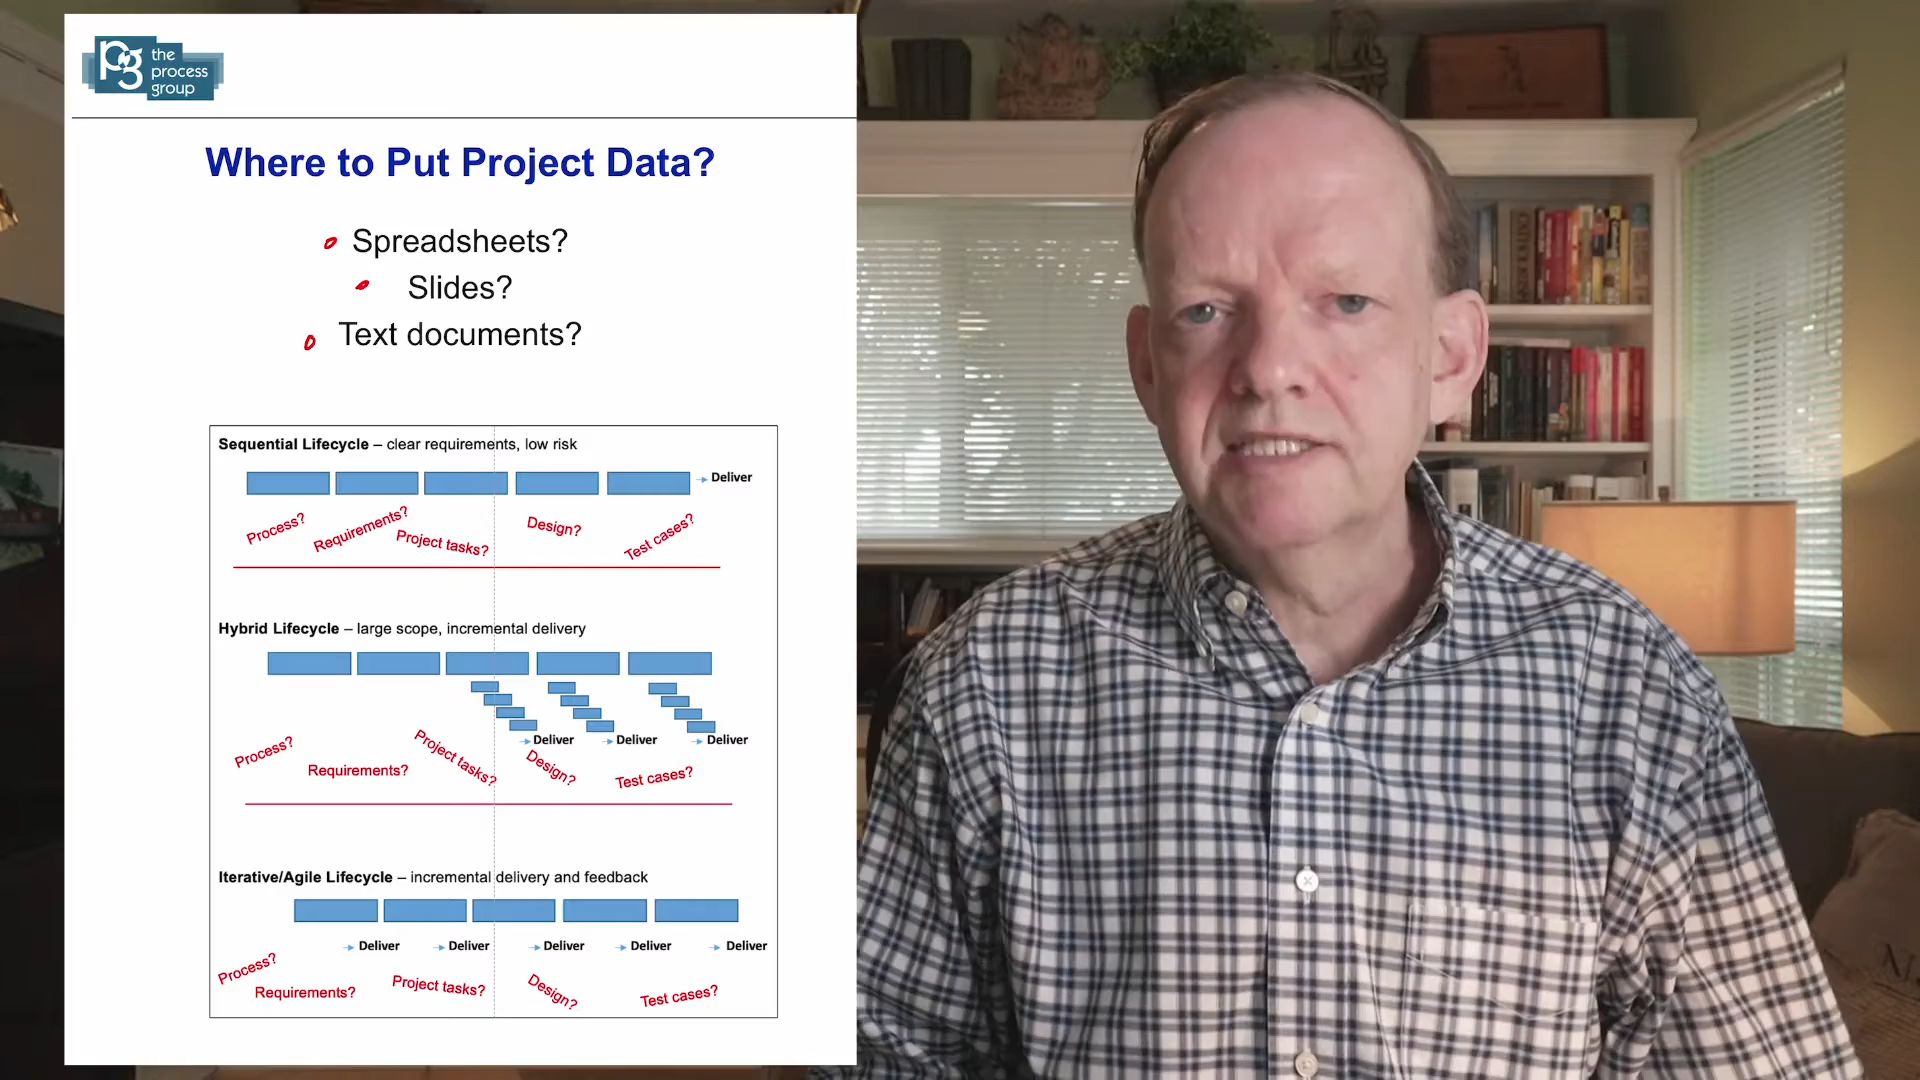 the
process
group
Where to Put Project Data?
Spreadsheets?
Slides?
Text documents?
Sequential Lifecycle – clear requirements, low risk
Deliver
Process?
Requirements?
Project tasks?
Design?
Test cases?
Hybrid Lifecycle – large scope, incremental delivery
Deliver
Deliver
Deliver
Process?
Requirements?
Project tasks?
Design?
Test cases?
Iterative/Agile Lifecycle – incremental delivery and feedback
Deliver
Deliver
Deliver
Deliver
Deliver
Process?
Requirements?
Project tasks?
Design?
Test cases?